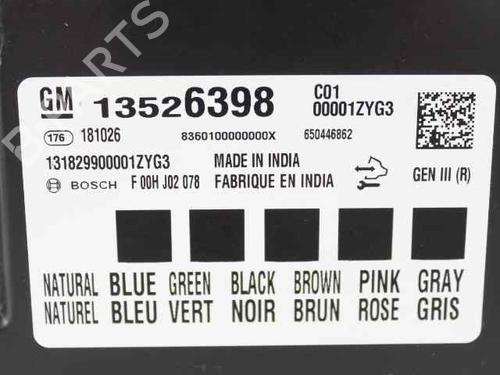 GM 13526398 C01
00001ZYG3
176 181026 8360100000000X 650446862
131829900001ZYG3 MADE IN INDIA
BOSCH F 00H J02 078 FABRIQUE EN INDIA GEN III (R)
NATURAL BLUE GREEN BLACK BROWN PINK GRAY
NATUREL BLEU VERT NOIR BRUN ROSE GRIS
B PARTS